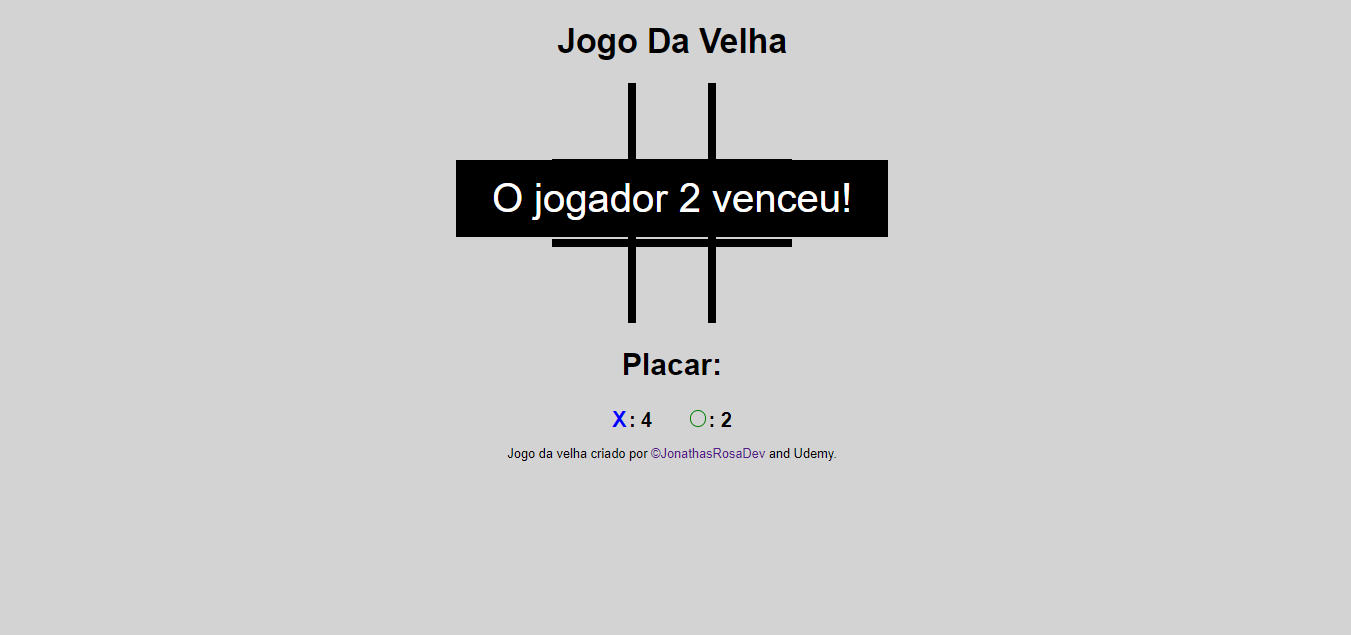 Jogo Da Velha
O jogador 2 venceu!
Placar:
X: 4 O: 2
Jogo da velha criado por ©JonathasRosaDev and Udemy.